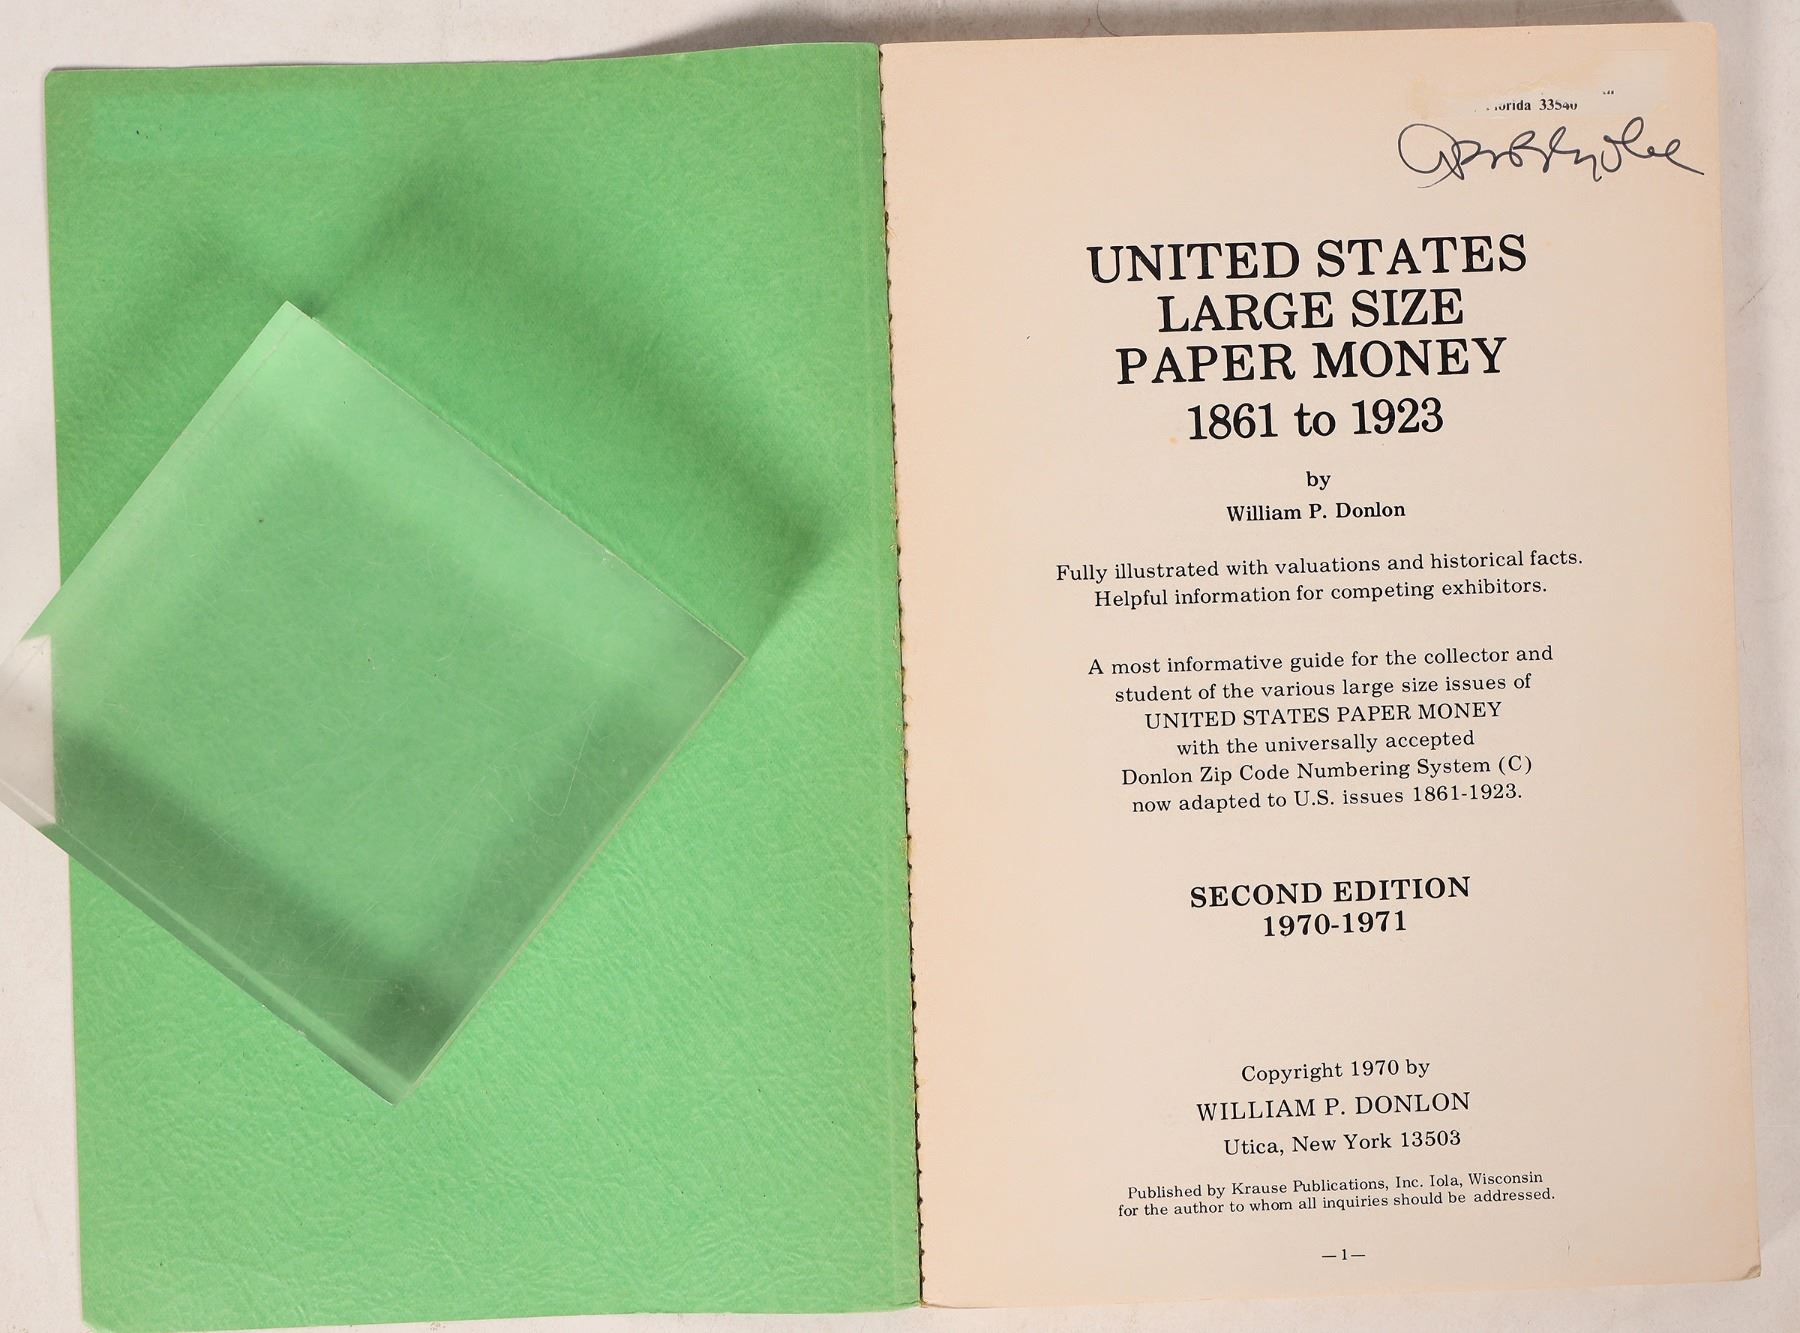 33540
UNITED STATES
LARGE SIZE
PAPER MONEY
1861 to 1923
by
William P. Donlon
Fully illustrated with valuations and historical facts.
Helpful information for competing exhibitors.
A most informative guide for the collector and
student of the various large size issues of
UNITED STATES PAPER MONEY
with the universally accepted
Donlon Zip Code Numbering System (C)
now adapted to U.S. issues 1861-1923.
SECOND EDITION
1970-1971
Copyright 1970 by
WILLIAM P. DONLON
Utica, New York 13503
Published by Krause Publications, Inc. Iola, Wisconsin
for the author to whom all inquiries should be addressed.
—1—